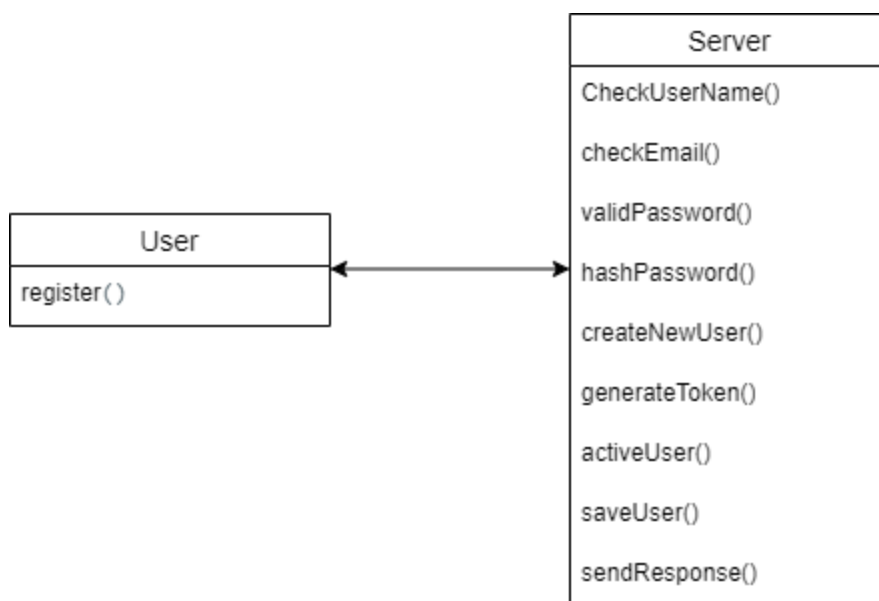 User
register()
Server
CheckUserName()
checkEmail()
validPassword()
hashPassword()
createNewUser()
generateToken()
activeUser()
saveUser()
sendResponse()